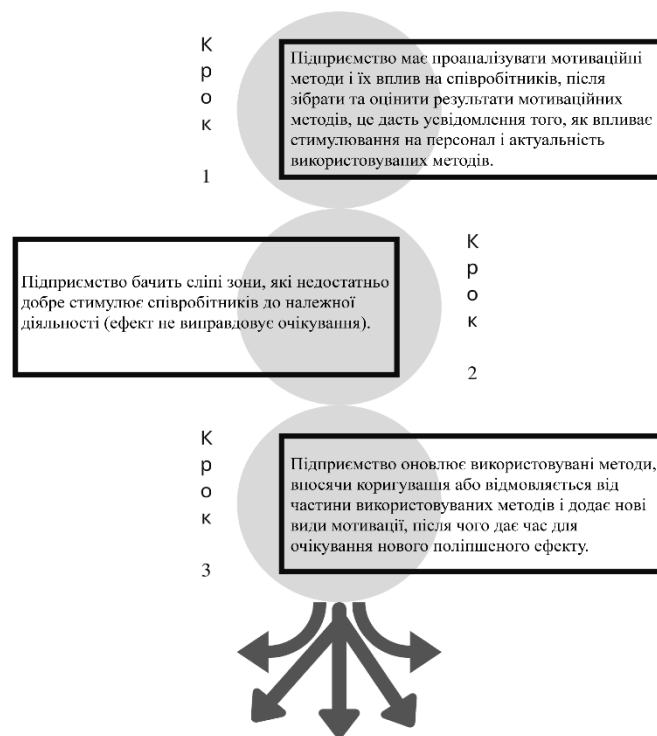 К
р
о
к
1
Підприємство має проаналізувати мотиваційні
методи і їх вплив на співробітників, після
зібрати та оцінити результати мотиваційних
методів, це дасть усвідомлення того, як впливає
стимулювання на персонал і актуальність
використовуваних методів.
Підприємство бачить сліпі зони, які недостатньо
добре стимулює співробітників до належної
діяльності (ефект не виправдовує очікування).
К
р
о
к
2
К
р
о
к
3
Підприємство оновлює використовувані методи,
вносячи коригування або відмовляється від
частини використовуваних методів і додає нові
види мотивації, після чого дає час для
очікування нового поліпшеного ефекту.